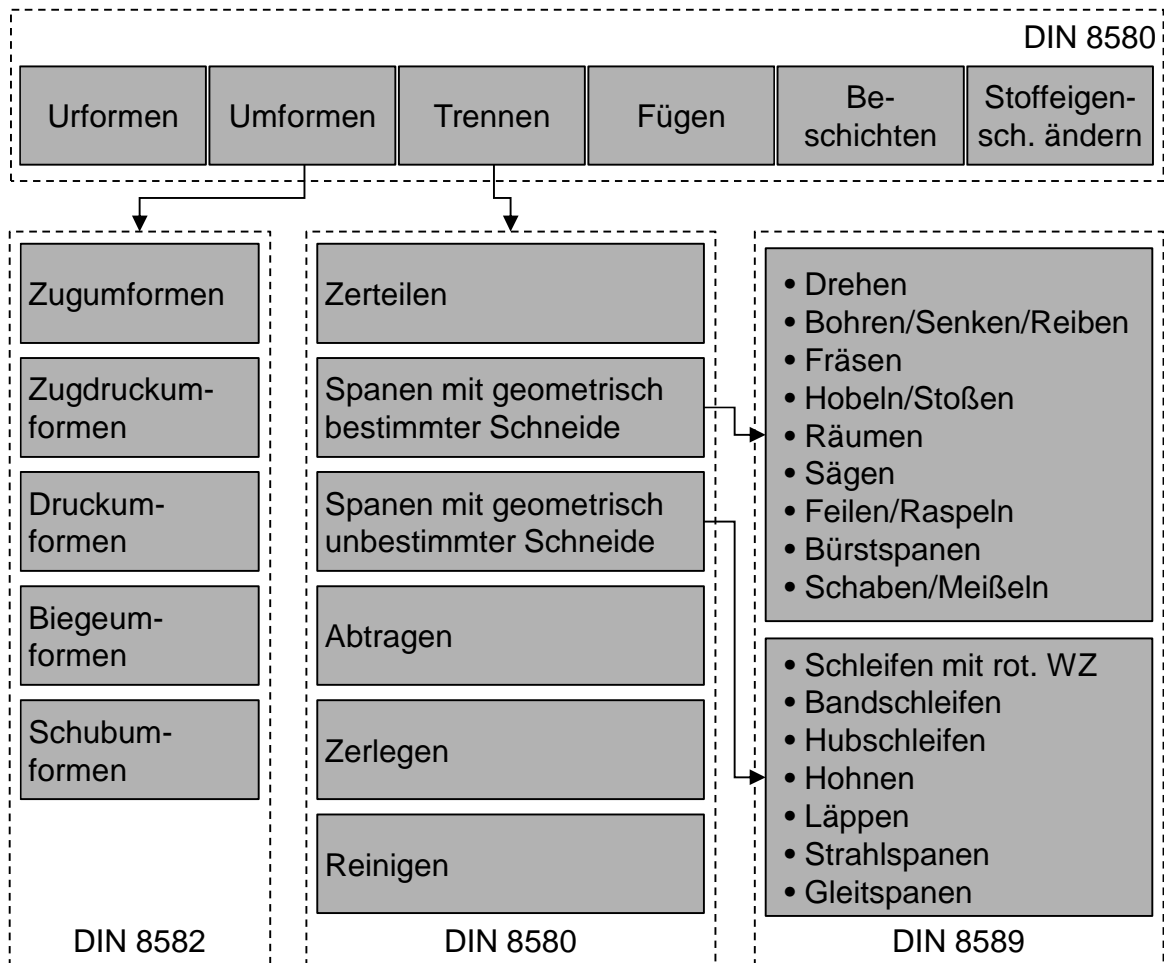 DIN 8580
Urformen
Umformen
Trennen
Fügen
Be-
schichten
Stoffeigen-
sch. ändern
Zugumformen
Zugdruckum-
formen
Druckum-
formen
Biegeum-
formen
Schubum-
formen
DIN 8582
Zerteilen
Spanen mit geometrisch
bestimmter Schneide
Spanen mit geometrisch
unbestimmter Schneide
Abtragen
Zerlegen
Reinigen
DIN 8580
• Drehen
• Bohren/Senken/Reiben
• Fräsen
• Hobeln/Stoßen
• Räumen
• Sägen
• Feilen/Raspeln
• Bürstspanen
• Schaben/Meißeln
• Schleifen mit rot. WZ
• Bandschleifen
• Hubschleifen
• Hohnen
• Läppen
• Strahlspanen
• Gleitspanen
DIN 8589